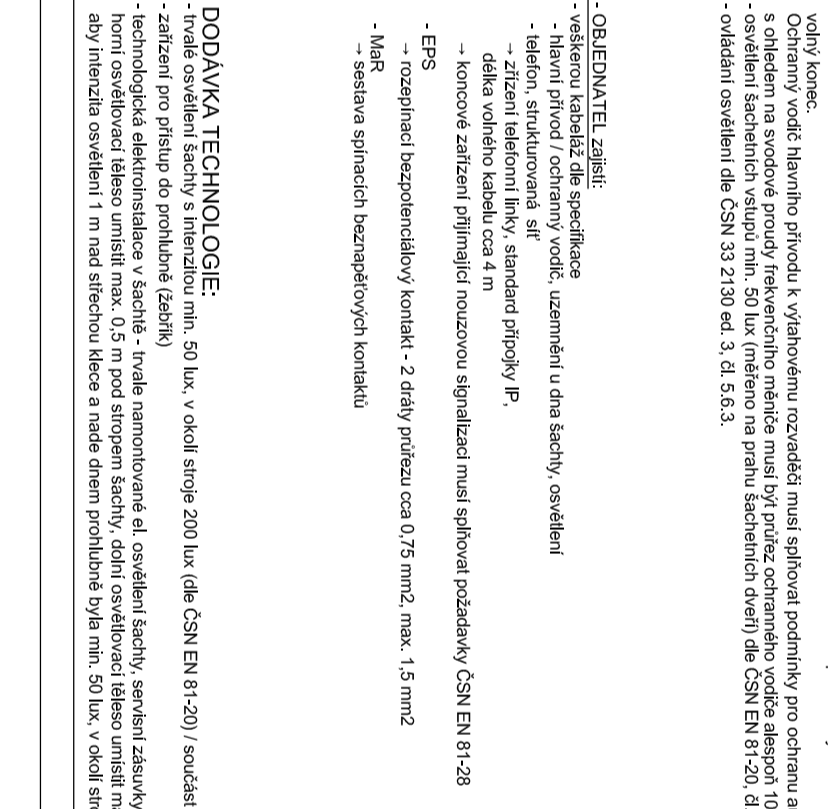 volný konec.
Ochranný vodič hlavního přívodu k výtahovému rozvaděči musí splňovat podmínky pro ochranu a
s ohledem na svodové proudy frekvenčního měniče musí být průřez ochranného vodiče alespoň 10
- osvětlení šachetních vstupů min. 50 lux (měřeno na prahu šachetních dveří) dle ČSN EN 81-20, čl.
- ovládání osvětlení dle ČSN 33 2130 ed. 3, čl. 5.6.3.
- OBJEDNATEL zajistí:
- veškerou kabeláž dle specifikace
- hlavní přívod / ochranný vodič, uzemnění u dna šachty, osvětlení
- telefon, strukturovaná síť
→ zřízení telefonní linky, standard přípojky IP,
délka volného kabelu cca 4 m
→ koncové zařízení přijímající nouzovou signalizaci musí splňovat požadavky ČSN EN 81-28
- EPS
→ rozepínací bezpotenciálový kontakt - 2 dráty průřezu cca 0,75 mm2, max. 1,5 mm2
- MaR
→ sestava spínacích beznapěťových kontaktů
DODÁVKA TECHNOLOGIE:
- trvalé osvětlení šachty s intenzitou min. 50 lux, v okolí stroje 200 lux (dle ČSN EN 81-20) / součást
- zařízení pro přístup do prohlubně (žebřík)
- technologická elektroinstalace v šachtě - trvale namontované el. osvětlení šachty, servisní zásuvky
horní osvětlovací těleso umístit max. 0,5 m pod stropem šachty, dolní osvětlovací těleso umístit ma
aby intenzita osvětlení 1 m nad střechou klece a nade dnem prohlubně byla min. 50 lux, v okolí stro